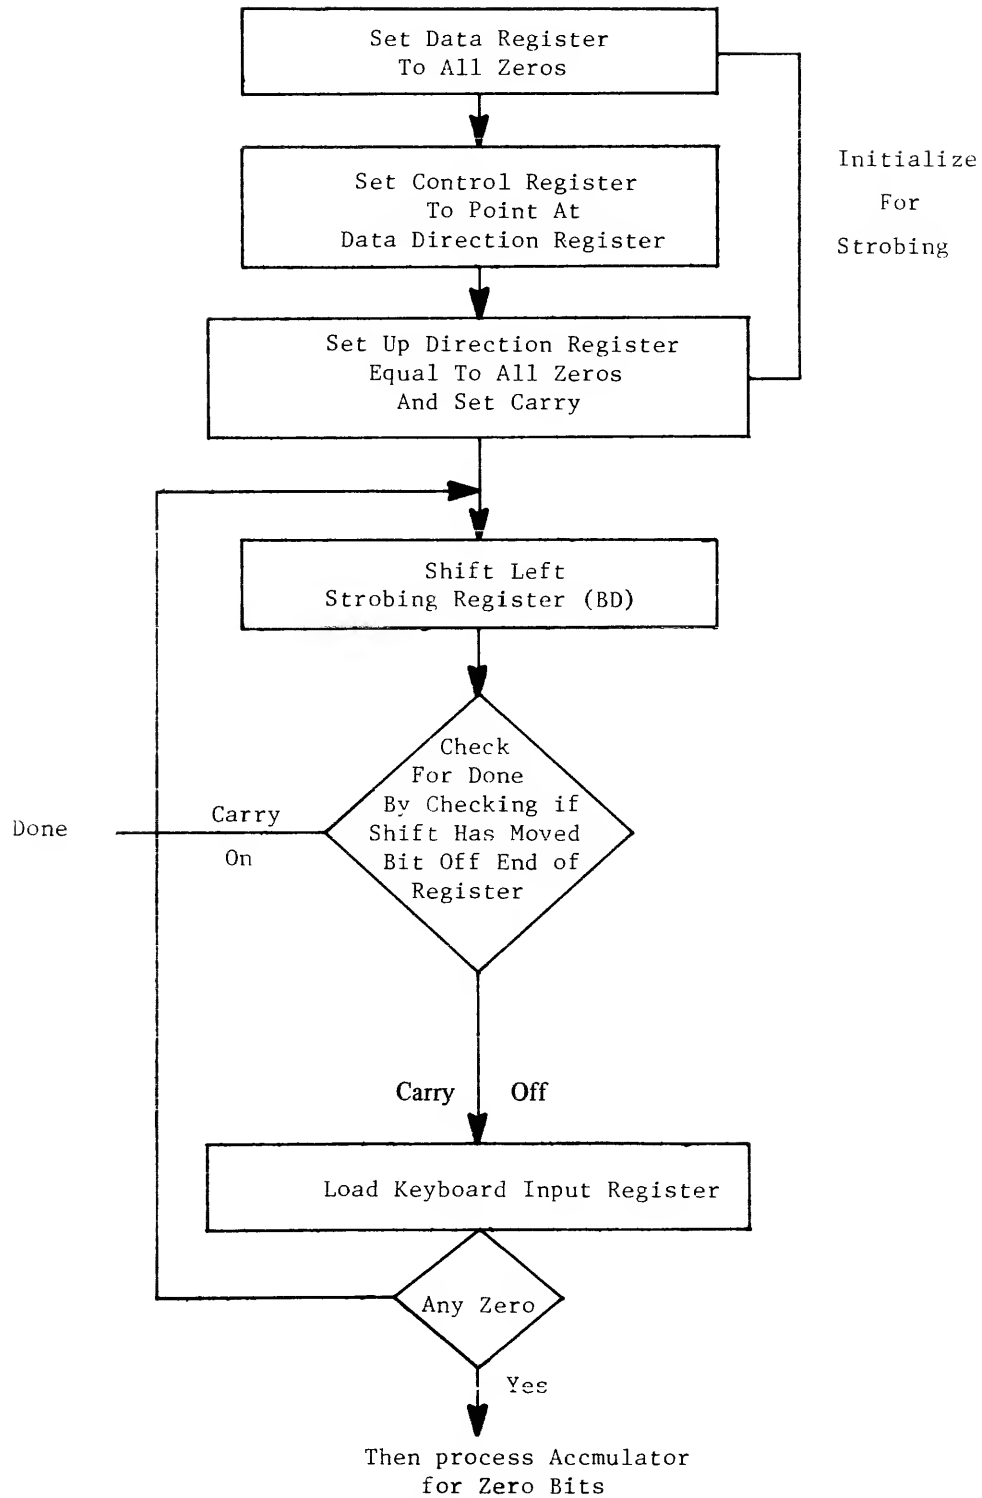 Set Data Register
To All Zeros
Initialize
For
Strobing
Set Control Register
To Point At
Data Direction Register
Set Up Direction Register
Equal To All Zeros
And Set Carry
Shift Left
Strobing Register (BD)
Check
For Done
By Checking if
Shift Has Moved
Bit Off End of
Register
Done
Carry
On
Carry Off
Load Keyboard Input Register
Any Zero
Yes
Then process Accmulator
for Zero Bits